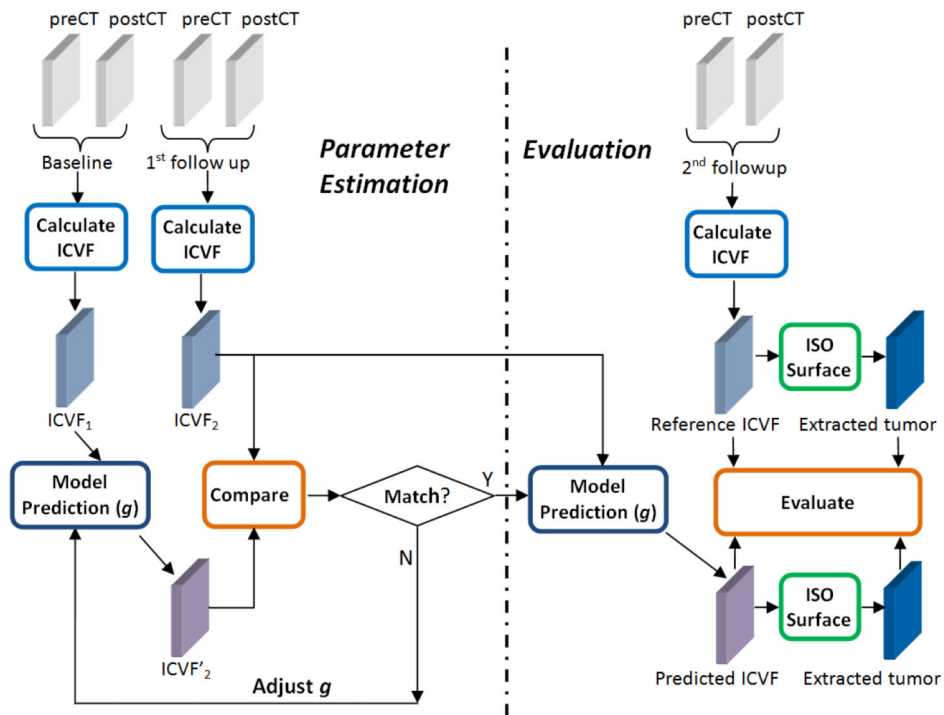 preCT postCT preCT postCT
preCT postCT
Baseline
1st follow up
Parameter
Estimation
Evaluation
2nd followup
Calculate
ICVF
Calculate
ICVF
Calculate
ICVF
ICVF1
ICVF2
ISO
Surface
Reference ICVF
Extracted tumor
Model
Prediction (g)
Compare
Match?
Y
N
Model
Prediction (g)
Evaluate
ICVF'2
Adjust g
ISO
Surface
Predicted ICVF
Extracted tumor